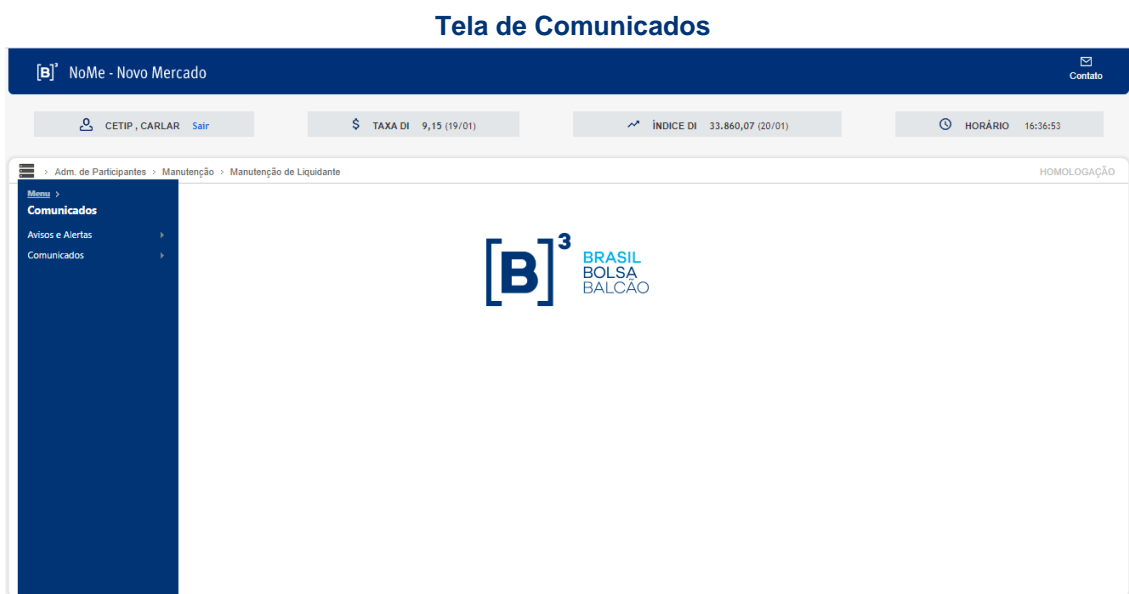 Tela de Comunicados
[B]³ NoMe - Novo Mercado
Contato
CETIP , CARLAR Sair
$ TAXA DI 9,15 (19/01)
ÍNDICE DI 33.860,07 (20/01)
HORÁRIO 16:36:53
> Adm. de Participantes > Manutenção > Manutenção de Liquidante
HOMOLOGAÇÃO
Menu >
Comunicados
Avisos e Alertas
Comunicados
[B]³
BRASIL
BOLSA
BALCÃO